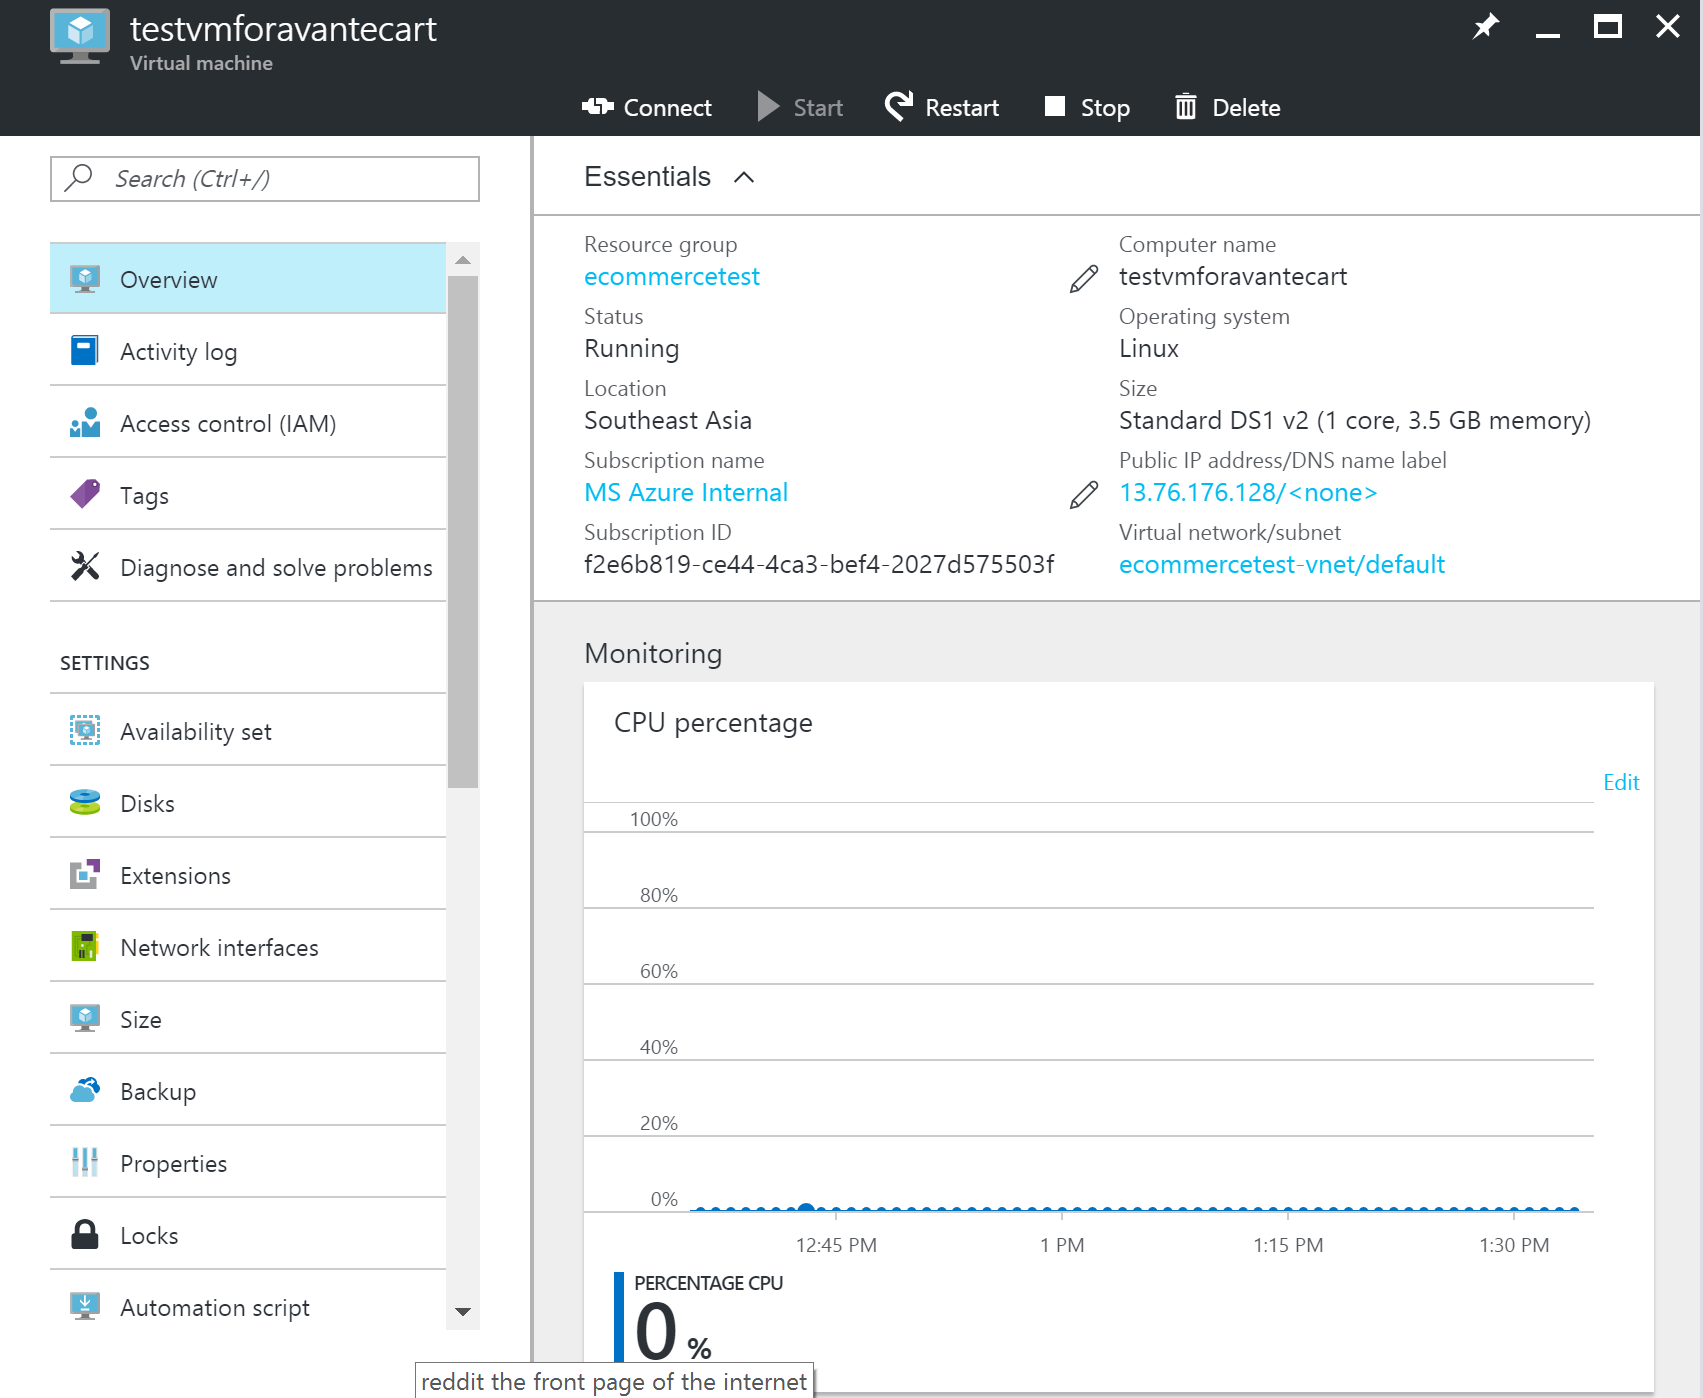 testvmforavantecart
Virtual machine
Connect
Start
Restart
Stop
Delete
Search (Ctrl+/)
Overview
Activity log
Access control (IAM)
Tags
Diagnose and solve problems
SETTINGS
Availability set
Disks
Extensions
Network interfaces
Size
Backup
Properties
Locks
Automation script
Essentials
Resource group
ecommercetest
Status
Running
Location
Southeast Asia
Subscription name
MS Azure Internal
Subscription ID
f2e6b819-ce44-4ca3-bef4-2027d575503f
Computer name
testvmforavantecart
Operating system
Linux
Size
Standard DS1 v2 (1 core, 3.5 GB memory)
Public IP address/DNS name label
13.76.176.128/<none>
Virtual network/subnet
ecommercetest-vnet/default
Monitoring
CPU percentage
Edit
100%
80%
60%
40%
20%
0%
12:45 PM
1 PM
1:15 PM
1:30 PM
PERCENTAGE CPU
0 %
reddit the front page of the internet